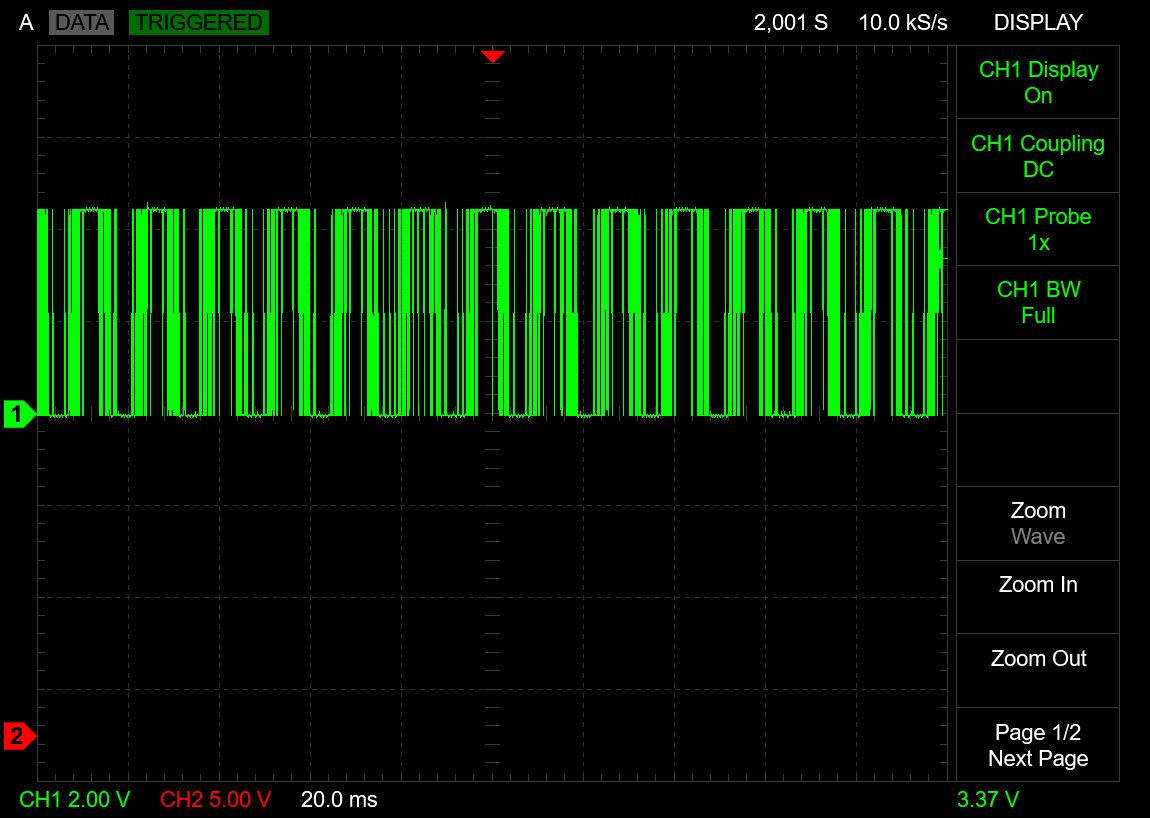 A DATA TRIGGERED 2,001 S 10.0 kS/s DISPLAY
CH1 Display
On
CH1 Coupling
DC
CH1 Probe
1x
CH1 BW
Full
1
Zoom
Wave
Zoom In
Zoom Out
2
Page 1/2
Next Page
CH1 2.00 V CH2 5.00 V 20.0 ms 3.37 V